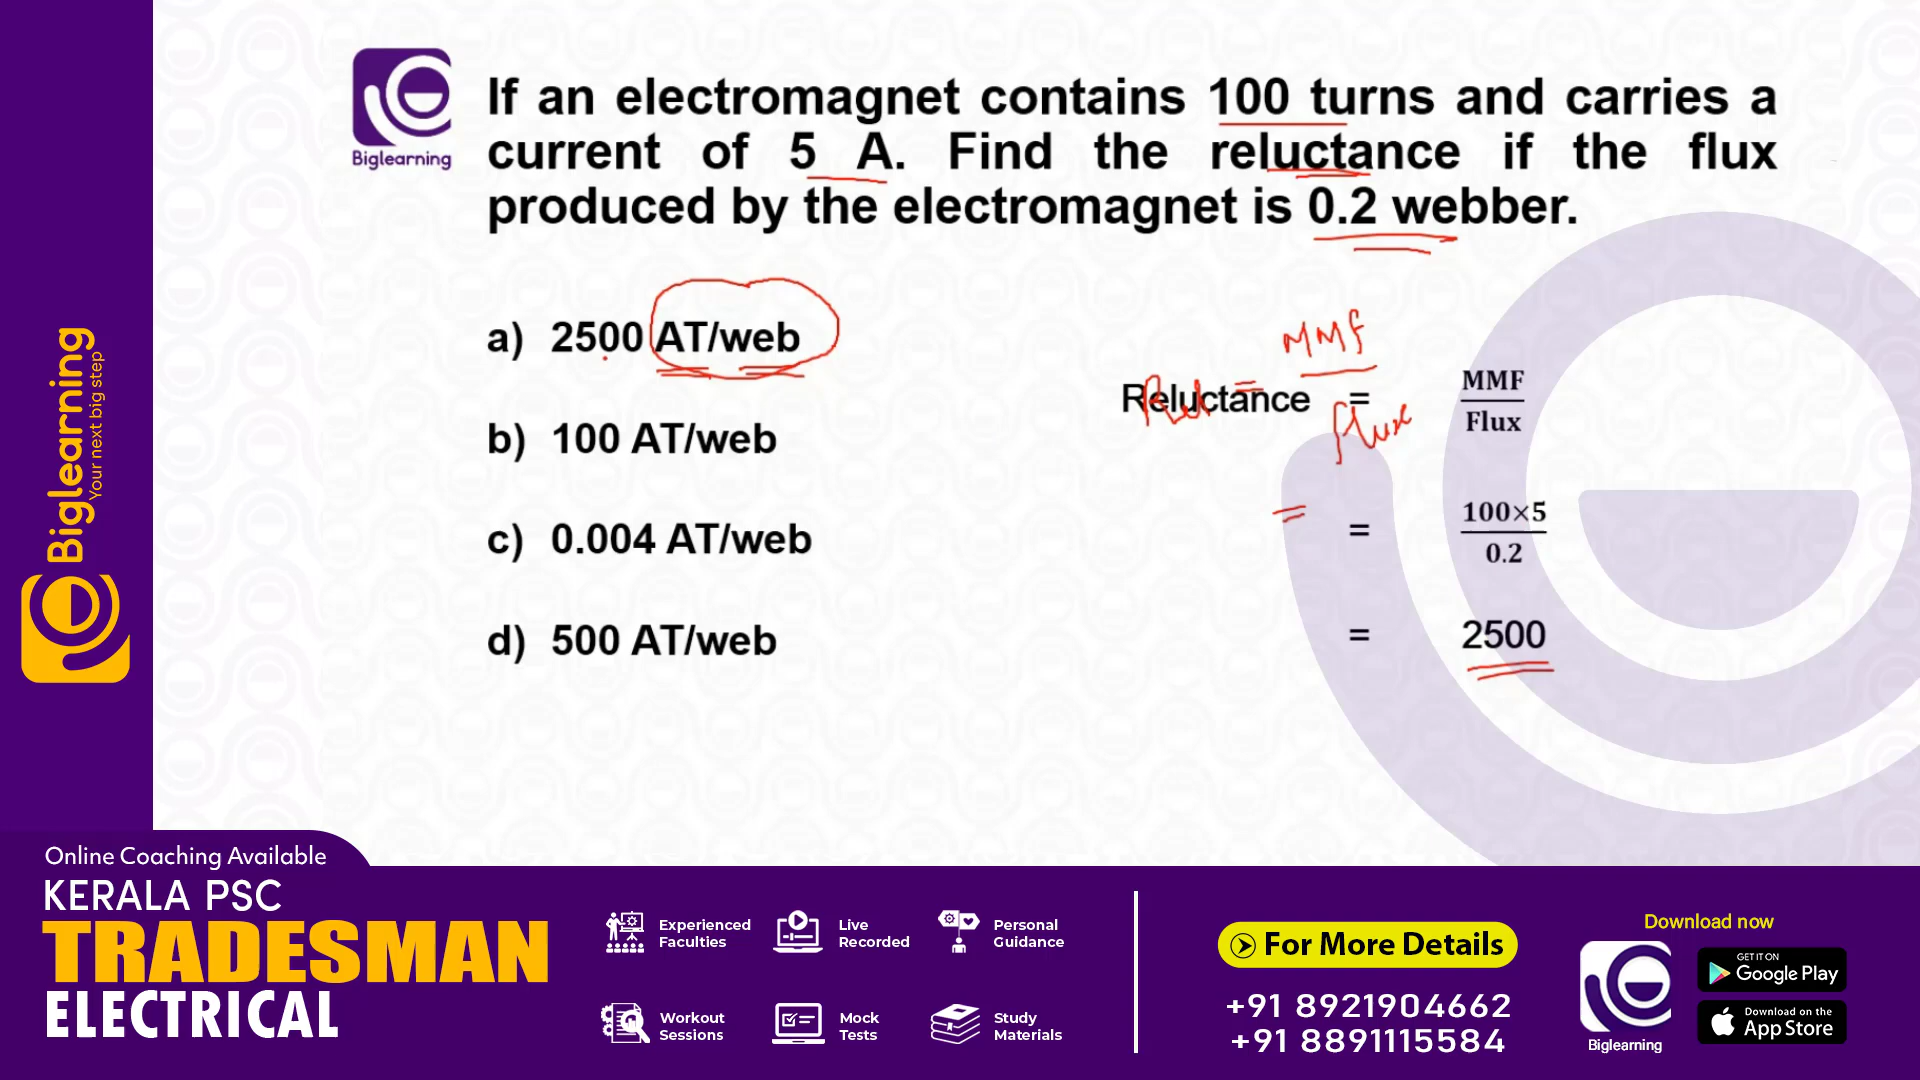 Biglearning
If an electromagnet contains 100 turns and carries a
current of 5 A. Find the reluctance if the flux
produced by the electromagnet is 0.2 webber.
a) 2500 AT/web
b) 100 AT/web
c) 0.004 AT/web
d) 500 AT/web
Rel = MMF
Flux
=
Reluctance = MMF
Flux
= 100×5
0.2
= 2500
Biglearning
Your next big step
Online Coaching Available
KERALA PSC
TRADESMAN
ELECTRICAL
Experienced
Faculties
Live
Recorded
Personal
Guidance
Workout
Sessions
Mock
Tests
Study
Materials
For More Details
+91 8921904662
+91 8891115584
Download now
Biglearning
GET IT ON
Google Play
Download on the
App Store